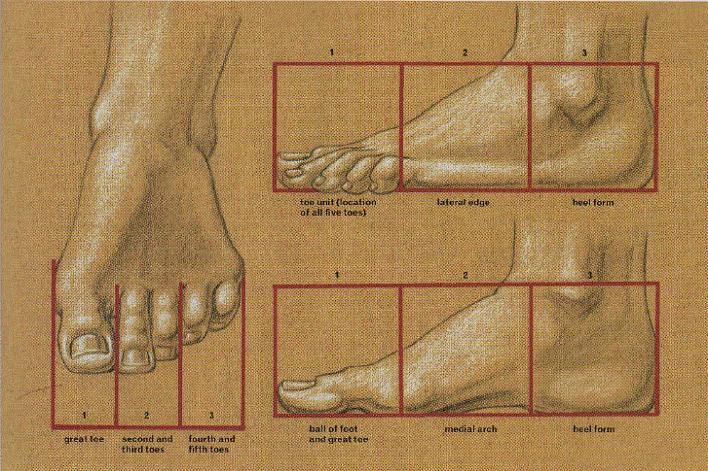 1 2 3
toe unit (location
of all five toes)
lateral edge
heel form
1 2 3
ball of foot
and great toe
medial arch
heel form
1 2 3
great toe
second and
third toes
fourth and
fifth toes